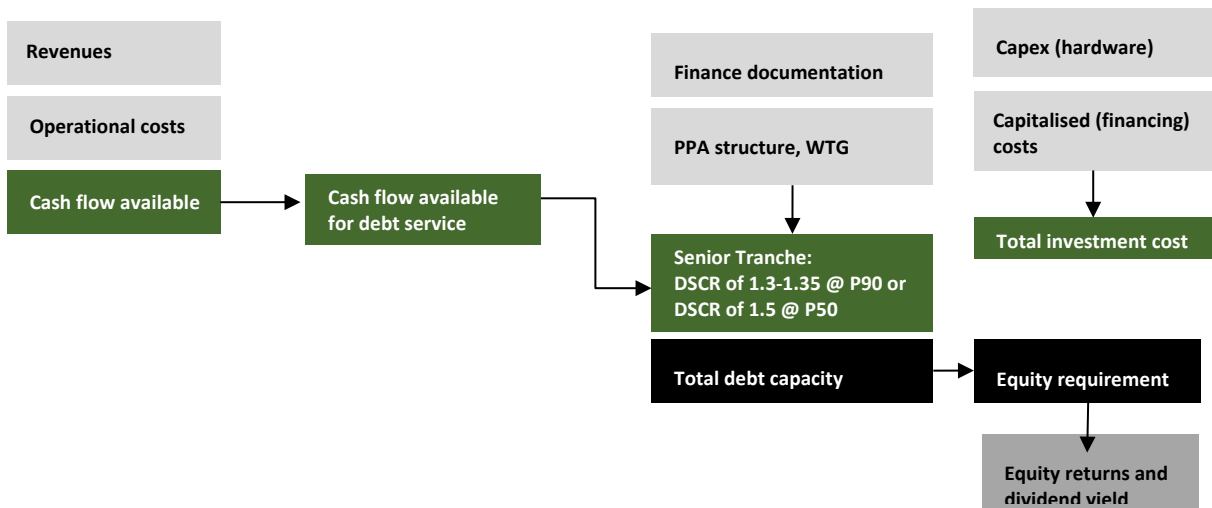 Revenues
Operational costs
Cash flow available
Cash flow available
for debt service
Finance documentation
PPA structure, WTG
Senior Tranche:
DSCR of 1.3-1.35 @ P90 or
DSCR of 1.5 @ P50
Total debt capacity
Capex (hardware)
Capitalised (financing)
costs
Total investment cost
Equity requirement
Equity returns and
dividend yield